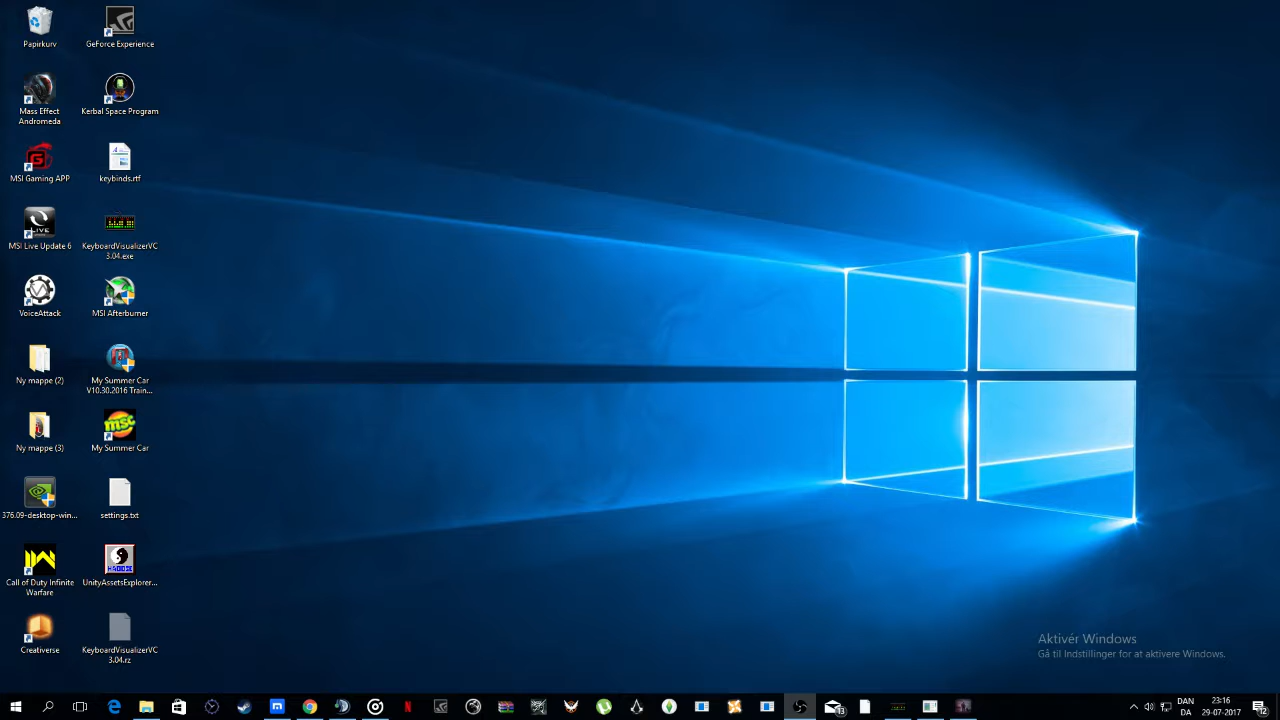 Papirkurv
GeForce Experience
Mass Effect
Andromeda
Kerbal Space Program
MSI Gaming APP
keybinds.rtf
LIVE
MSI Live Update 6
KeyboardVisualizerVC
3.04.exe
VoiceAttack
MSI Afterburner
Ny mappe (2)
My Summer Car
V10.30.2016 Train...
msc
Ny mappe (3)
My Summer Car
376.09-desktop-win...
settings.txt
Call of Duty Infinite
Warfare
UnityAssetsExplorer...
Creativerse
KeyboardVisualizerVC
3.04.rz
Aktivér Windows
Gå til Indstillinger for at aktivere Windows.
DAN
DA
23:16
29-07-2017